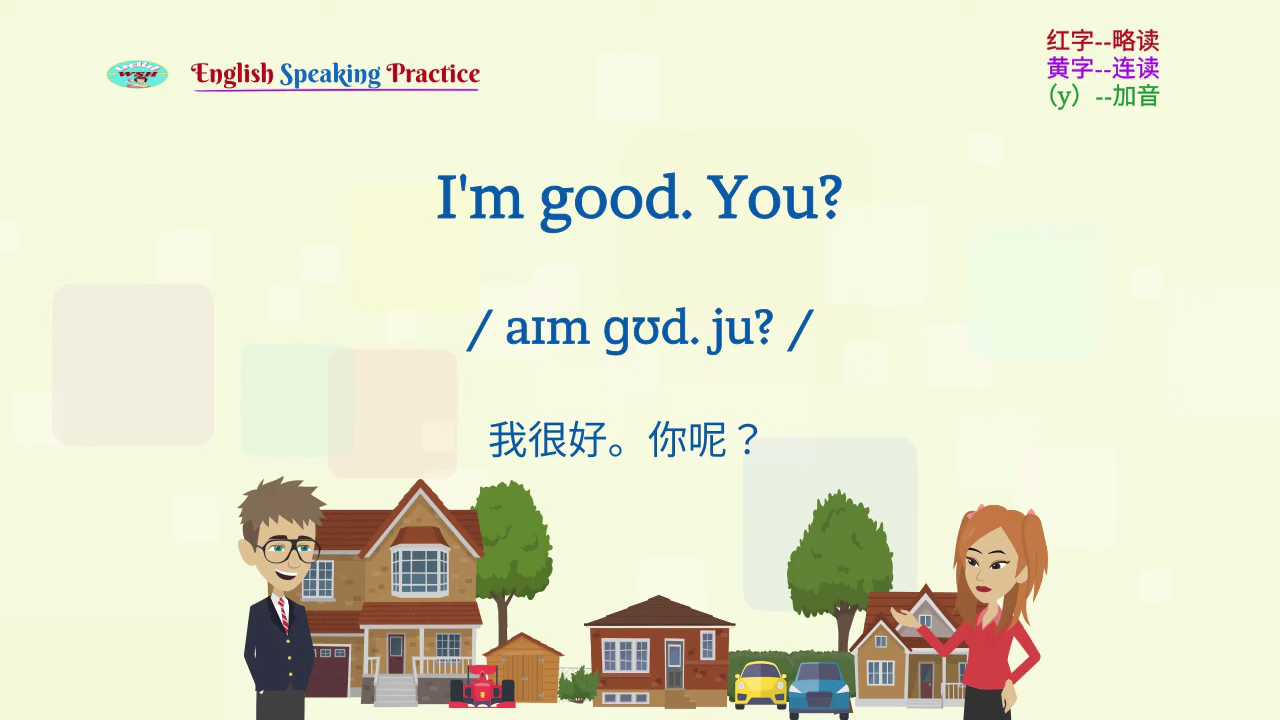 English Speaking Practice
红字--略读
黄字--连读
（y）--加音
I'm good. You?
/ aɪm ɡʊd. ju? /
我很好。你呢？